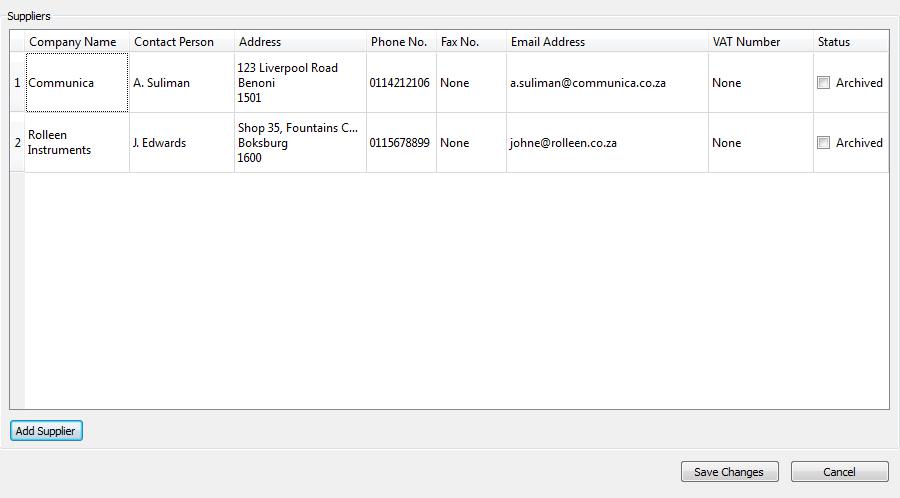 Suppliers
Company Name Contact Person Address Phone No. Fax No. Email Address VAT Number Status
1 Communica A. Suliman 123 Liverpool Road Benoni 1501 0114212106 None a.suliman@communica.co.za None Archived
2 Rolleen Instruments J. Edwards Shop 35, Fountains C... Boksburg 1600 0115678899 None johne@rolleen.co.za None Archived
Add Supplier
Save Changes Cancel